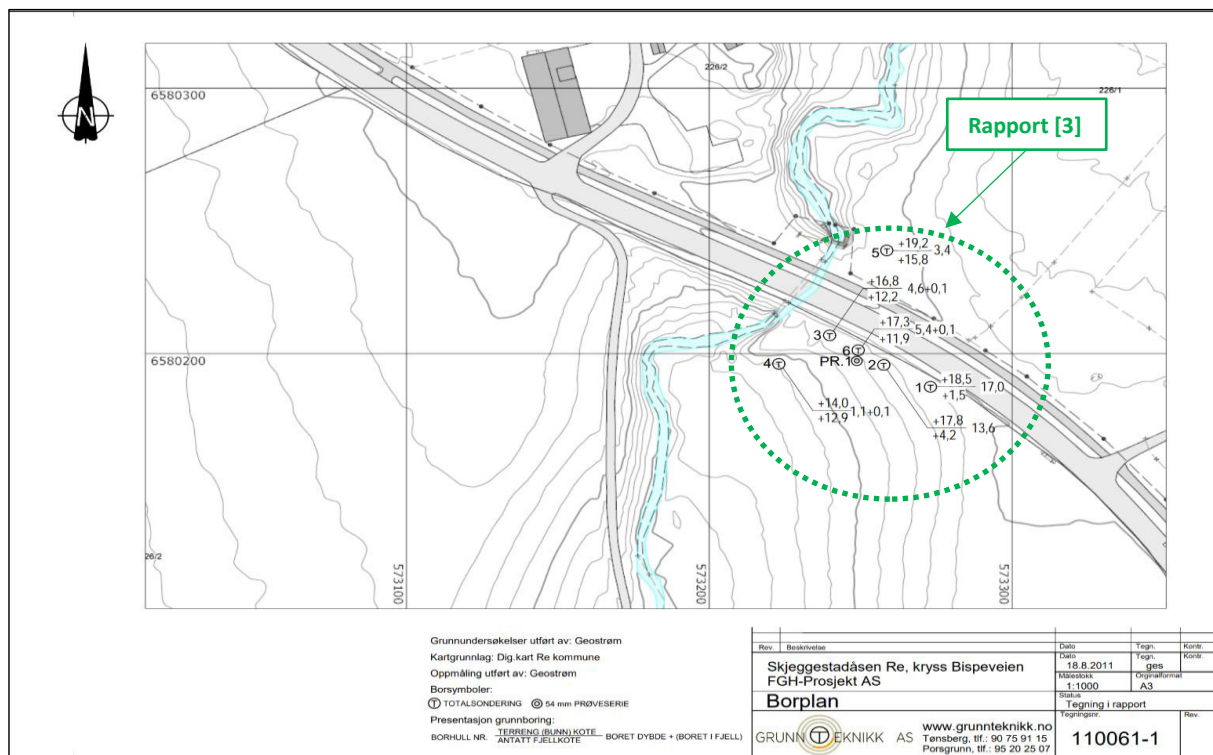 226/2
226/1
6580300
N
Rapport [3]
5 T +19,2 3,4
+15,8
+16,8 4,6+0,1
+12,2
+17,3 5,4+0,1
+11,9
3 T
6 T
6580200
PR.1
4 T
2 T
1 T +18,5 17,0
+1,5
+14,0 1,1+0,1
+12,9
+17,8 13,6
+4,2
26/2
573100
573200
573300
Grunnundersøkelser utført av: Geostrøm
Kartgrunnlag: Dig.kart Re kommune
Oppmåling utført av: Geostrøm
Borsymboler:
T TOTALSONDERING 54 mm PRØVESERIE
Presentasjon grunnboring:
BORHULL NR. TERRENG (BUNN) KOTE BORET DYBDE + (BORET I FJELL)
ANTATT FJELLKOTE
Rev. Beskrivelse Dato Tegn. Kontr.
Skjeggestadåsen Re, kryss Bispeveien
FGH-Prosjekt AS
Dato Tegn. Kontr.
18.8.2011 ges
Målestokk Orginalformat
1:1000 A3
Borplan
Status
Tegning i rapport
GRUNN T EKNIKK AS
www.grunnteknikk.no
Tønsberg, tlf.: 90 75 91 15
Porsgrunn, tlf.: 95 20 25 07
Tegningsnr. Rev.
110061-1